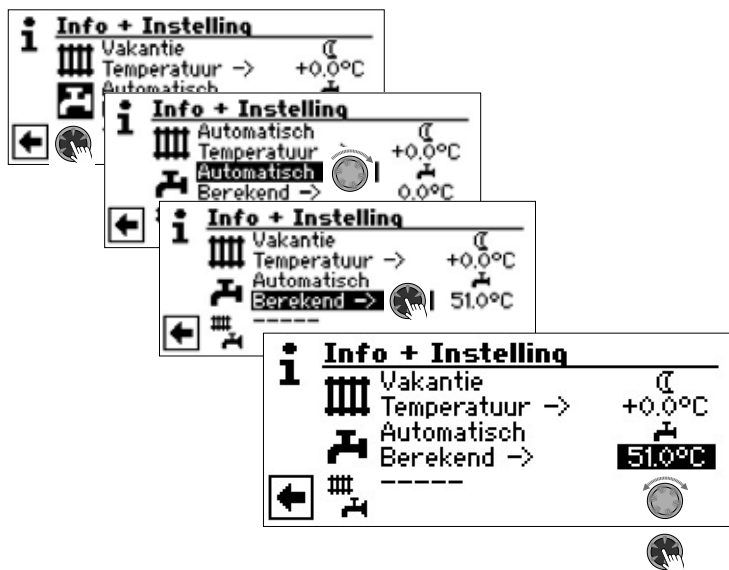 i Info + Instelling
Vakantie
Temperatuur -> +0.0°C
Automatisch
i Info + Instelling
Automatisch
Temperatuur +0.0°C
Automatisch
Berekend -> 0.0°C
i Info + Instelling
Vakantie
Temperatuur -> +0.0°C
Automatisch
Berekend -> 51.0°C
-----
i Info + Instelling
Vakantie
Temperatuur -> +0.0°C
Automatisch
Berekend -> 51.0°C
-----